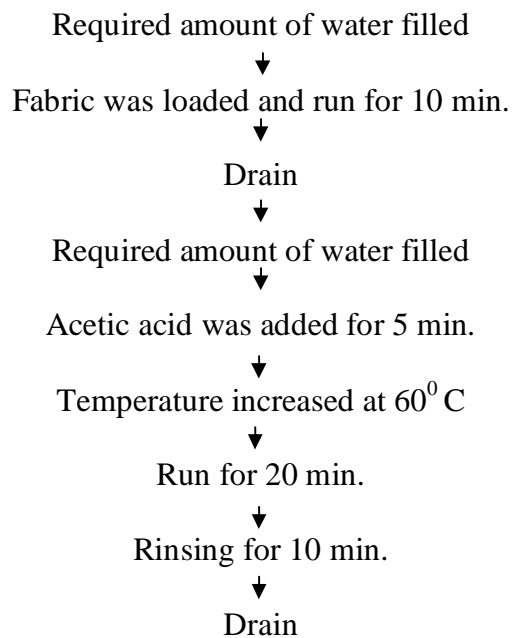 Required amount of water filled
Fabric was loaded and run for 10 min.
Drain
Required amount of water filled
Acetic acid was added for 5 min.
Temperature increased at 60⁰ C
Run for 20 min.
Rinsing for 10 min.
Drain